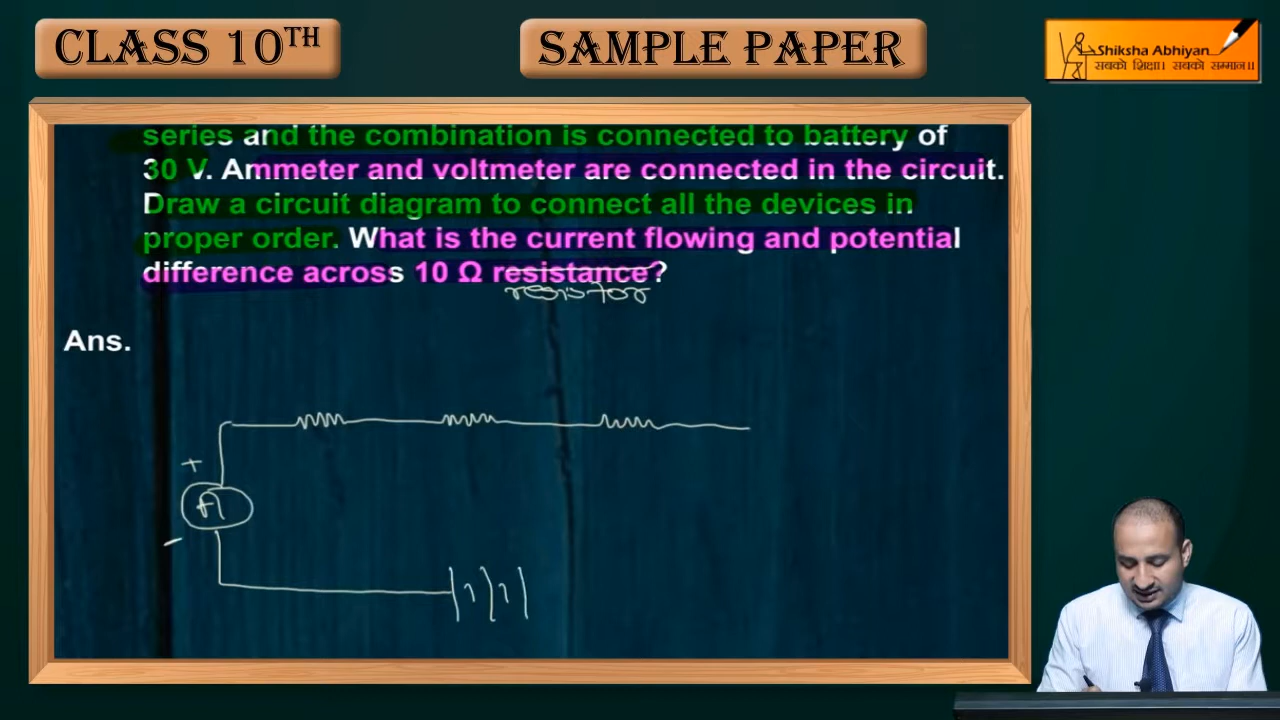 CLASS 10TH
SAMPLE PAPER
Shiksha Abhiyan
सबको शिक्षा। सबको सम्मान॥
series and the combination is connected to battery of
30 V. Ammeter and voltmeter are connected in the circuit.
Draw a circuit diagram to connect all the devices in
proper order. What is the current flowing and potential
difference across 10 Ω resistance?
resistor
Ans.
+
A
-